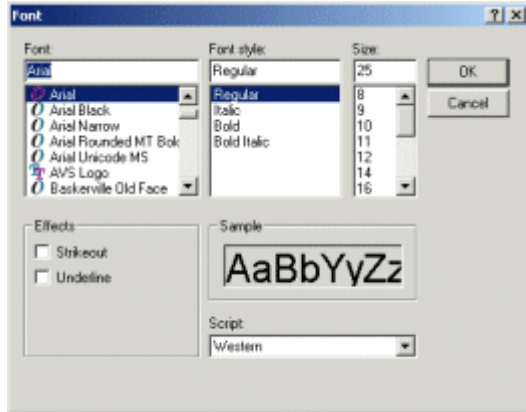 Font
Font: Font style: Size:
Arial Regular 25 OK
Arial Regular 8 Cancel
Arial Black Italic 9
Arial Narrow Bold 10
Arial Rounded MT Bold Bold Italic 11
Arial Unicode MS 12
AVS Logo 14
Baskerville Old Face 16
Effects Sample
Strikeout AaBbYyZz
Underline
Script:
Western